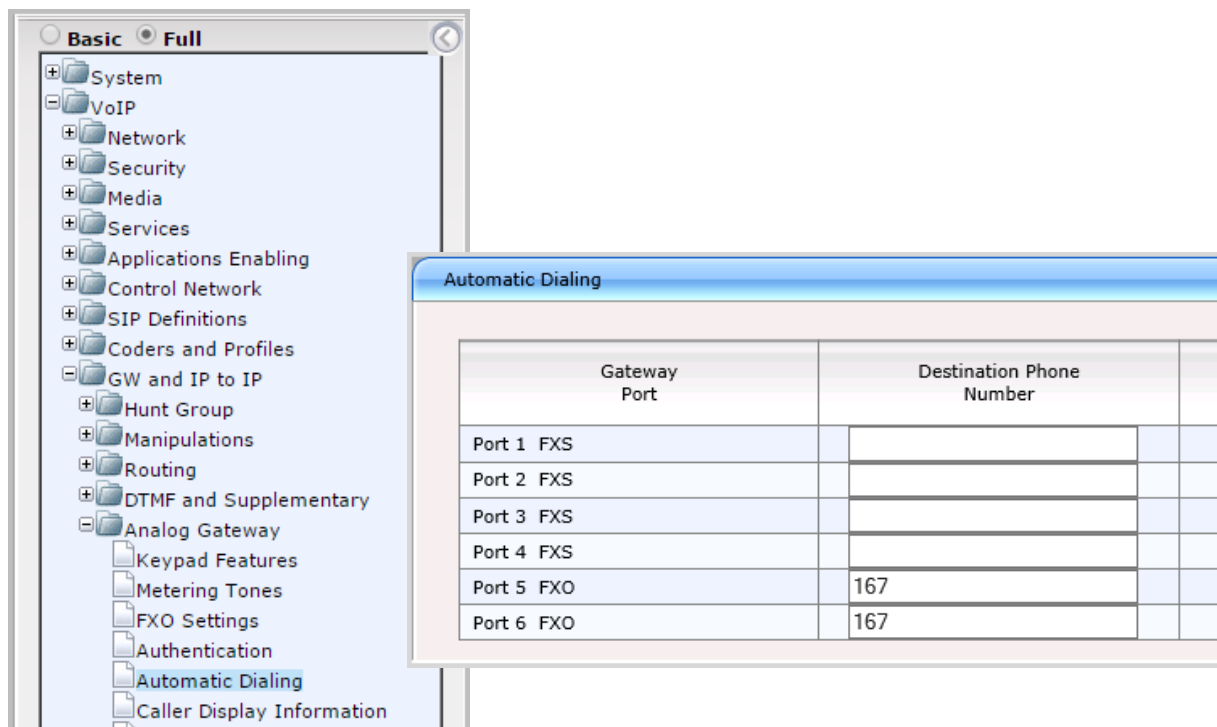 Basic Full
System
VoIP
Network
Security
Media
Services
Applications Enabling
Control Network
SIP Definitions
Coders and Profiles
GW and IP to IP
Hunt Group
Manipulations
Routing
DTMF and Supplementary
Analog Gateway
Keypad Features
Metering Tones
FXO Settings
Authentication
Automatic Dialing
Caller Display Information
Automatic Dialing
Gateway Port
Destination Phone Number
Port 1 FXS
Port 2 FXS
Port 3 FXS
Port 4 FXS
Port 5 FXO 167
Port 6 FXO 167